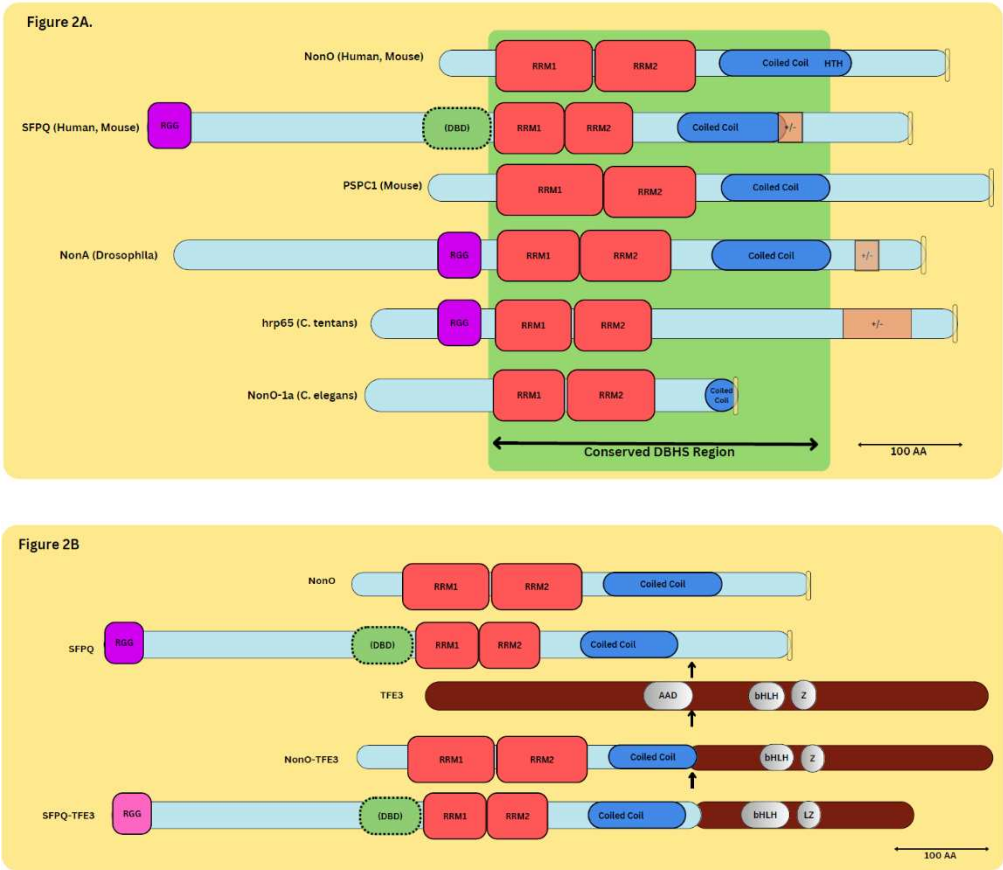 Figure 2A.
NonO (Human, Mouse)
RRM1
RRM2
Coiled Coil
HTH
SFPQ (Human, Mouse)
RGG
(DBD)
RRM1
RRM2
Coiled Coil
+/-
PSPC1 (Mouse)
RRM1
RRM2
Coiled Coil
NonA (Drosophila)
RGG
RRM1
RRM2
Coiled Coil
+/-
hrp65 (C. tentans)
RGG
RRM1
RRM2
+/-
NonO-1a (C. elegans)
RRM1
RRM2
Coiled
Coil
Conserved DBHS Region
100 AA
Figure 2B
NonO
RRM1
RRM2
Coiled Coil
SFPQ
RGG
(DBD)
RRM1
RRM2
Coiled Coil
TFE3
AAD
bHLH
Z
NonO-TFE3
RRM1
RRM2
Coiled Coil
bHLH
Z
SFPQ-TFE3
RGG
(DBD)
RRM1
RRM2
Coiled Coil
bHLH
LZ
100 AA